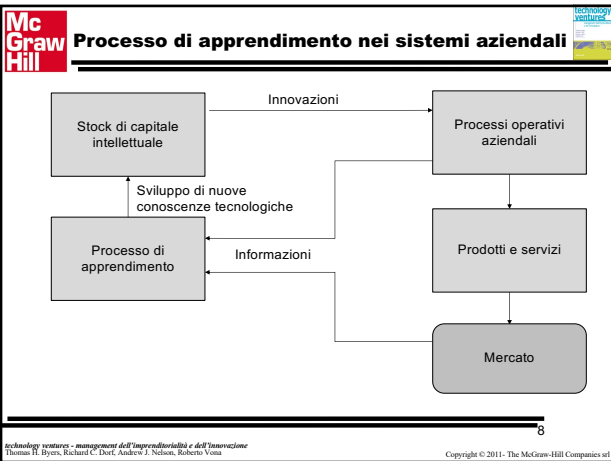 Mc
Graw
Hill
Processo di apprendimento nei sistemi aziendali
technology
ventures
Innovazioni
Stock di capitale
intellettuale
Processi operativi
aziendali
Sviluppo di nuove
conoscenze tecnologiche
Processo di
apprendimento
Informazioni
Prodotti e servizi
Mercato
8
technology ventures - management dell'imprenditorialità e dell'innovazione
Thomas H. Byers, Richard C. Dorf, Andrew J. Nelson, Roberto Vona
Copyright © 2011- The McGraw-Hill Companies srl